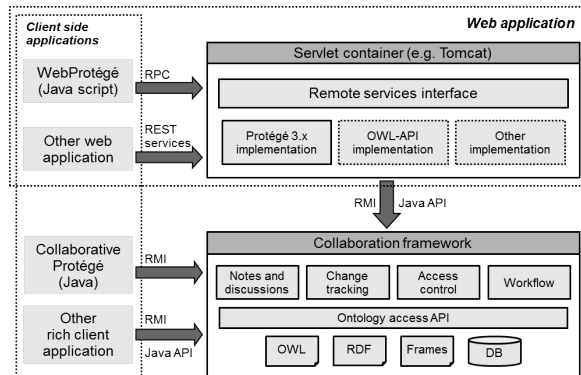 Client side
applications
Web application
WebProtégé
(Java script)
RPC
Servlet container (e.g. Tomcat)
Remote services interface
Other web
application
REST
services
Protégé 3.x
implementation
OWL-API
implementation
Other
implementation
RMI
Java API
Collaborative
Protégé
(Java)
RMI
Collaboration framework
Notes and
discussions
Change
tracking
Access
control
Workflow
Ontology access API
Other
rich client
application
RMI
Java API
OWL
RDF
Frames
DB